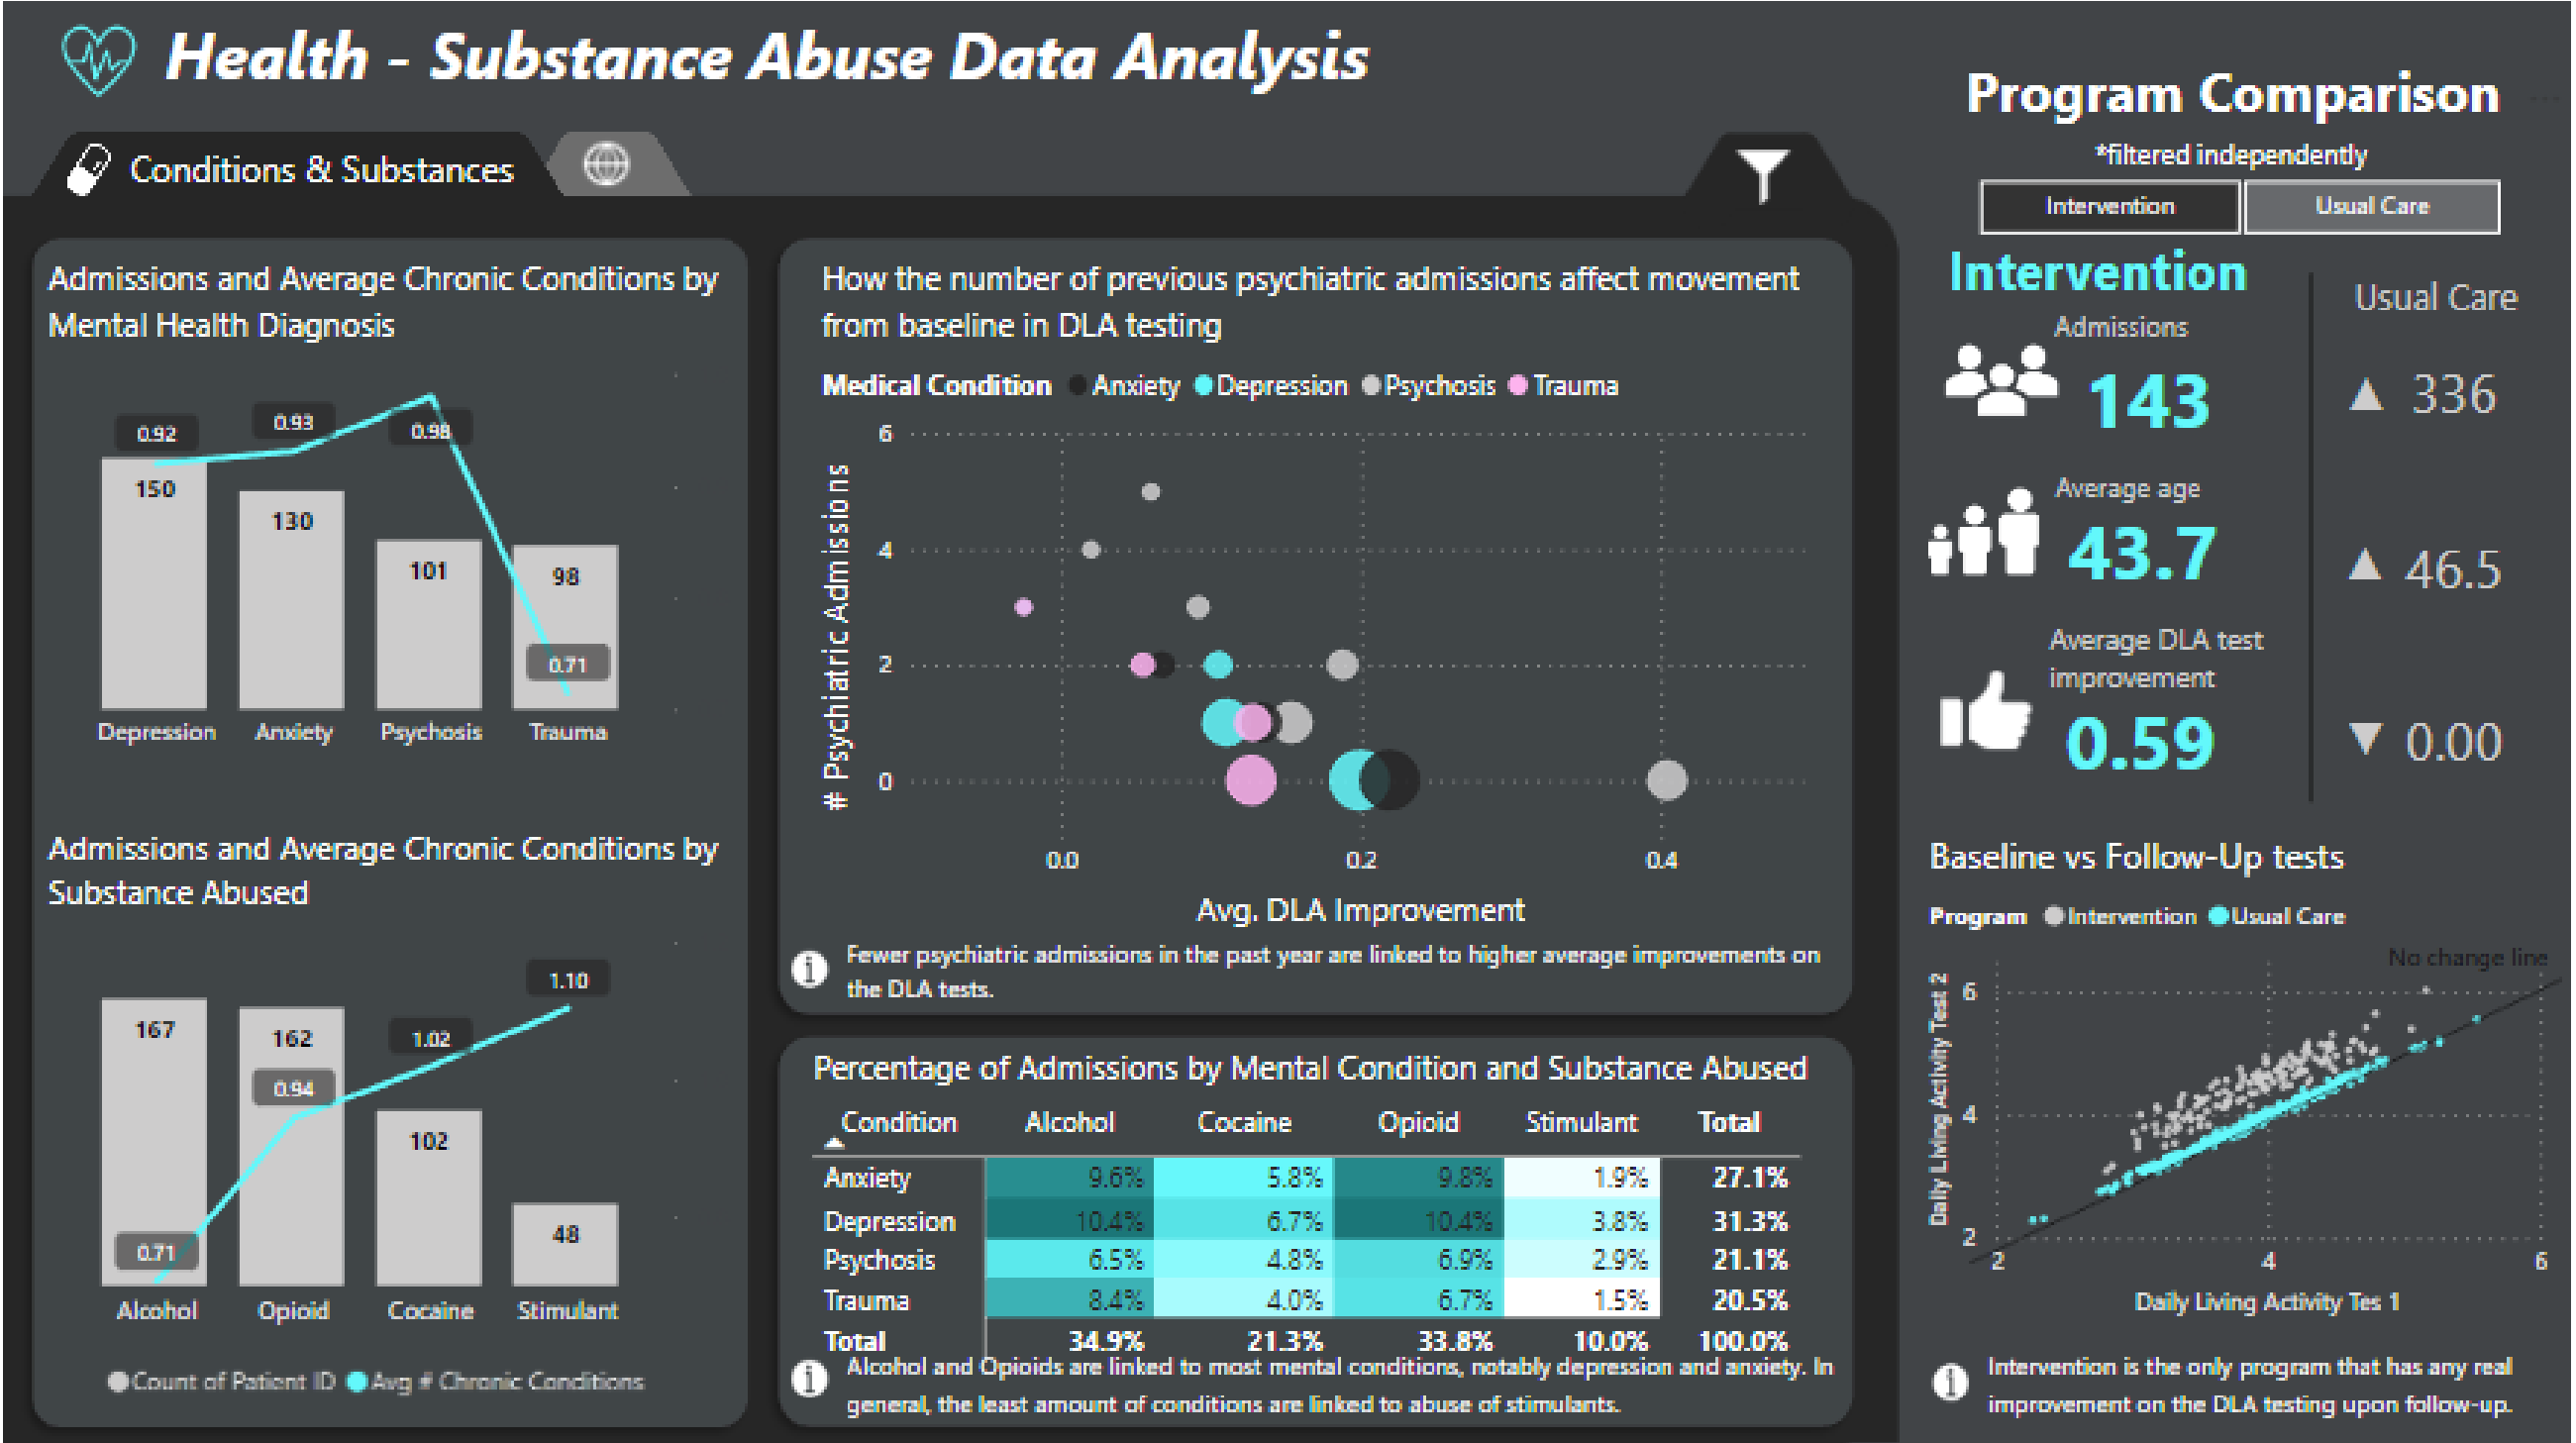 Health - Substance Abuse Data Analysis
Conditions & Substances
Admissions and Average Chronic Conditions by
Mental Health Diagnosis
0.92
0.93
0.98
150
130
101
98
0.71
Depression
Anxiety
Psychosis
Trauma
Admissions and Average Chronic Conditions by
Substance Abused
1.10
167
162
1.02
0.94
102
48
0.71
Alcohol
Opioid
Cocaine
Stimulant
Count of Patient ID
Avg # Chronic Conditions
How the number of previous psychiatric admissions affect movement
from baseline in DLA testing
Medical Condition Anxiety Depression Psychosis Trauma
# Psychiatric Admissions
6
4
2
0
0.0
0.2
0.4
Avg. DLA Improvement
Fewer psychiatric admissions in the past year are linked to higher average improvements on
the DLA tests.
Percentage of Admissions by Mental Condition and Substance Abused
Condition Alcohol Cocaine Opioid Stimulant Total
Anxiety 9.6% 5.8% 9.8% 1.9% 27.1%
Depression 10.4% 6.7% 10.4% 3.8% 31.3%
Psychosis 6.5% 4.8% 6.9% 2.9% 21.1%
Trauma 8.4% 4.0% 6.7% 1.5% 20.5%
Total 34.9% 21.3% 33.8% 10.0% 100.0%
Alcohol and Opioids are linked to most mental conditions, notably depression and anxiety. In
general, the least amount of conditions are linked to abuse of stimulants.
Program Comparison
*filtered independently
Intervention
Usual Care
Intervention
Usual Care
Admissions
143
336
Average age
43.7
46.5
Average DLA test
improvement
0.59
0.00
Baseline vs Follow-Up tests
Program Intervention Usual Care
No change line
Daily Living Activity Test 2
6
4
2
2
4
6
Daily Living Activity Tes 1
Intervention is the only program that has any real
improvement on the DLA testing upon follow-up.